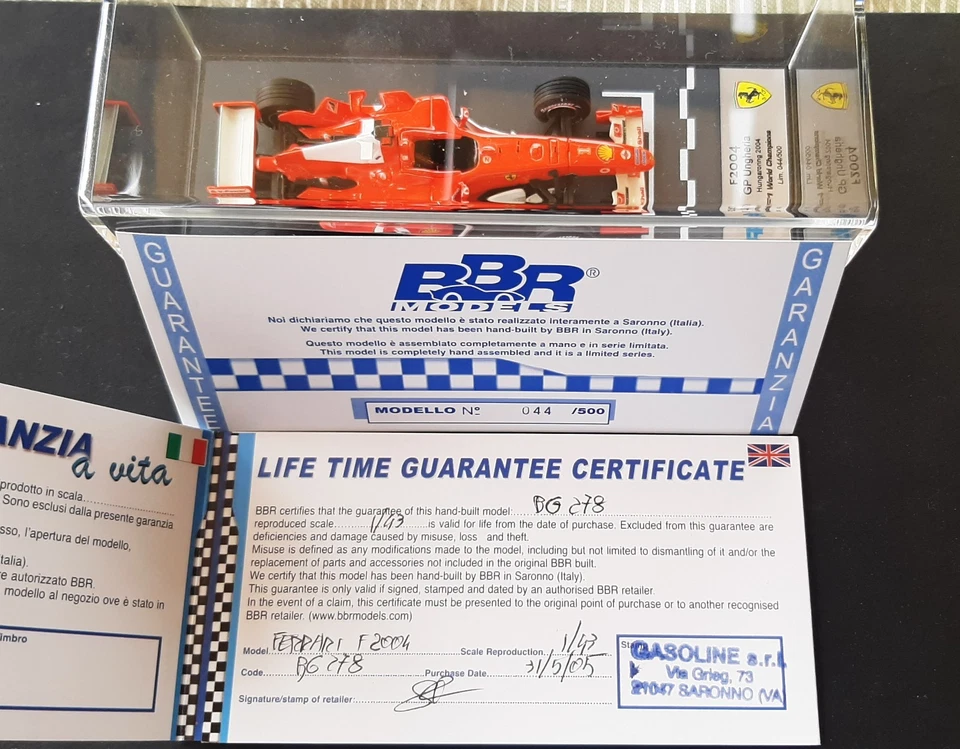 F2004
GP Ungheria
Hungaroring 2004
World Champions
Lim. 044/500
GUARANTEE
GARANZIA
BBR®
MODELS
Noi dichiariamo che questo modello è stato realizzato interamente a Saronno (Italia).
We certify that this model has been hand-built by BBR in Saronno (Italy).
Questo modello è assemblato completamente a mano e in serie limitata.
This model is completely hand assembled and it is a limited series.
MODELLO N° 044 /500
ANZIA
a vita
prodotto in scala
Sono esclusi dalla presente garanzia
sso, l'apertura del modello,
talia).
re autorizzato BBR.
modello al negozio ove è stato in
imbro
LIFE TIME GUARANTEE CERTIFICATE
BBR certifies that the guarantee of this hand-built model: BG 278
reproduced scale 1/43 is valid for life from the date of purchase. Excluded from this guarantee are
deficiencies and damage caused by misuse, loss and theft.
Misuse is defined as any modifications made to the model, including but not limited to dismantling of it and/or the
replacement of parts and accessories not included in the original BBR built.
We certify that this model has been hand-built by BBR in Saronno (Italy).
This guarantee is only valid if signed, stamped and dated by an authorised BBR retailer.
In the event of a claim, this certificate must be presented to the original point of purchase or to another recognised
BBR retailer. (www.bbrmodels.com)
Model. FERRARI F2004 Scale Reproduction. 1/43
Code. BG 278 Purchase Date. 31/5/05
Signature/stamp of retailer:
GASOLINE s.r.l.
Via Grieg, 73
21047 SARONNO (VA)